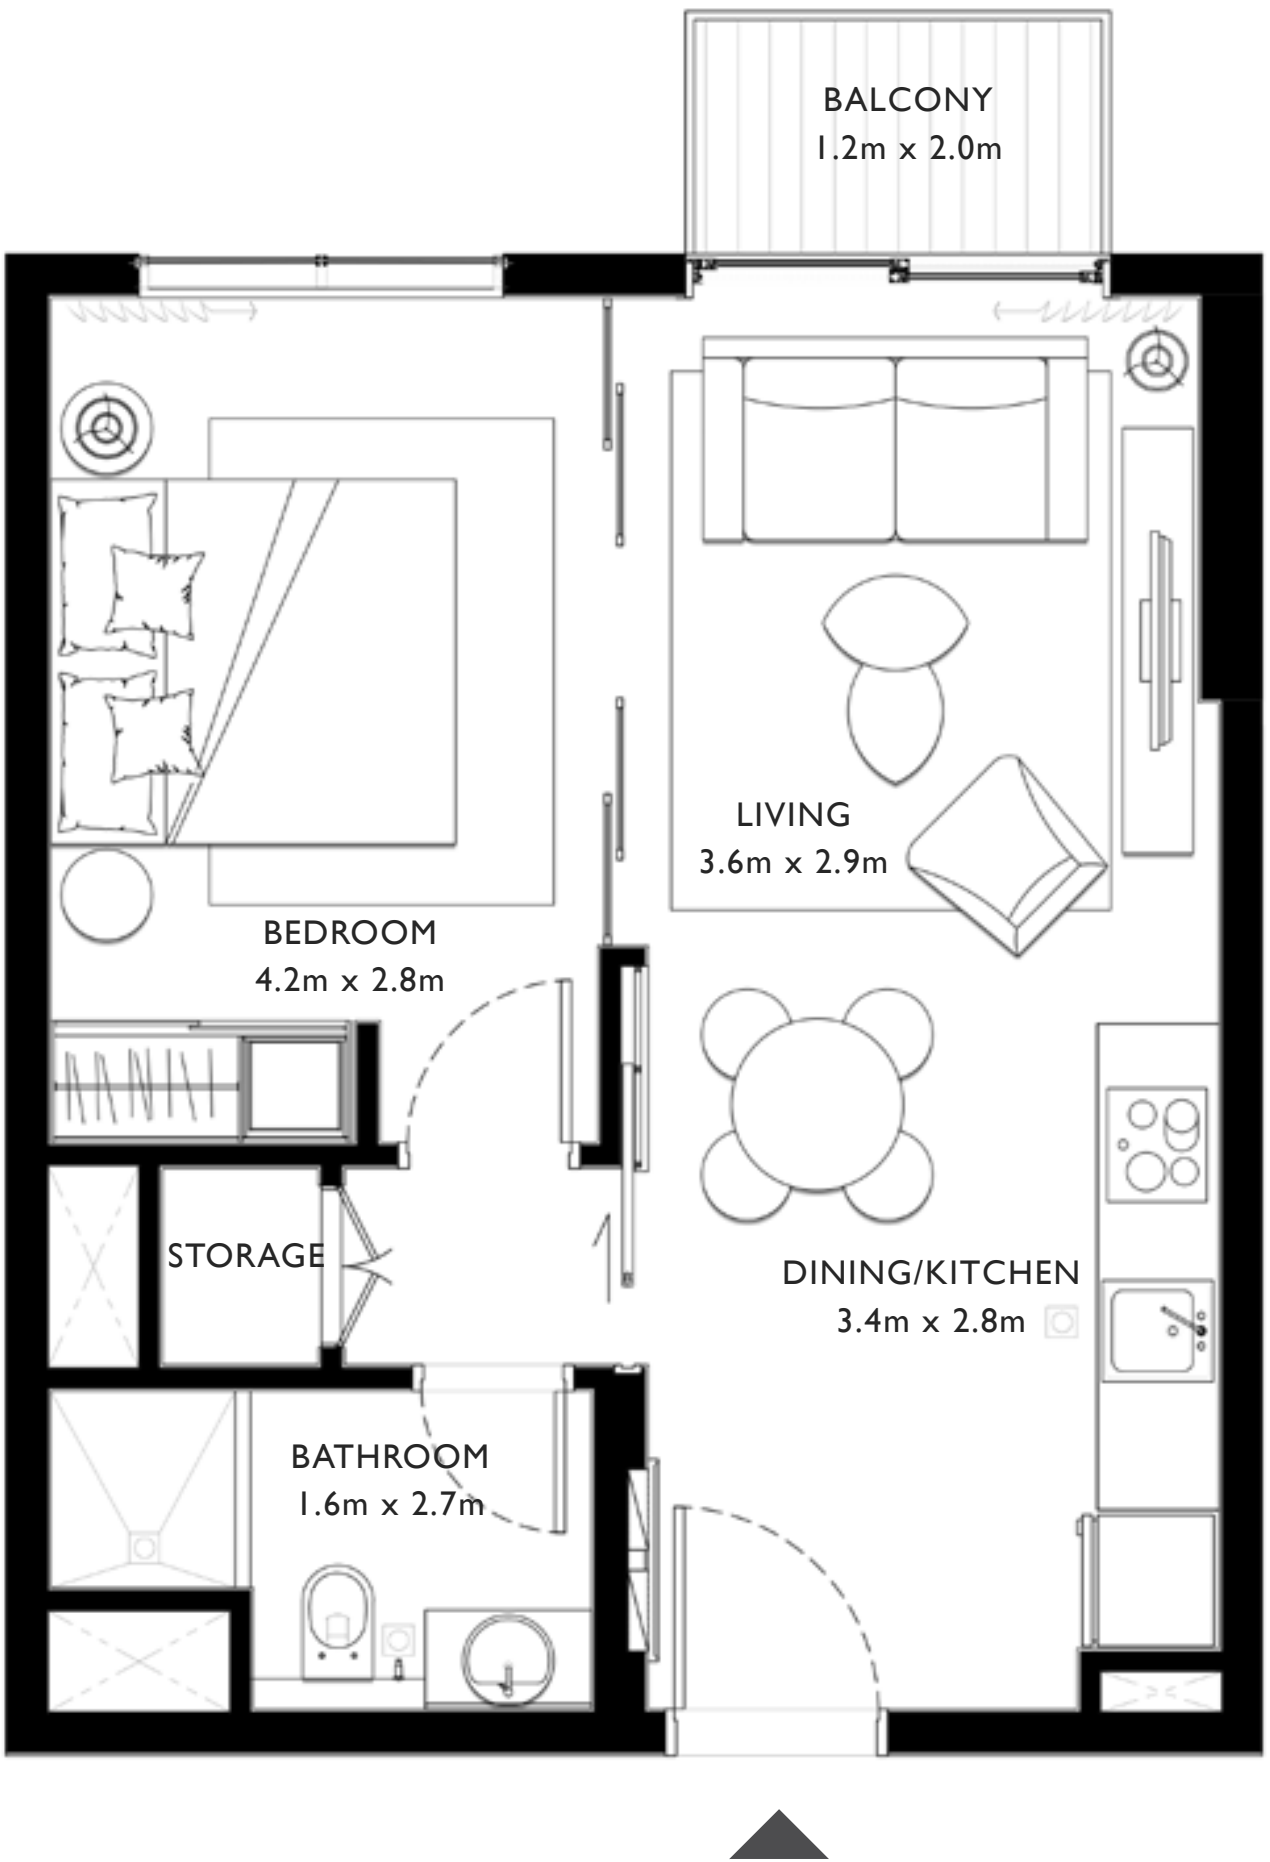 BALCONY
1.2m x 2.0m
LIVING
3.6m x 2.9m
BEDROOM
4.2m x 2.8m
STORAGE
DINING/KITCHEN
3.4m x 2.8m
BATHROOM
1.6m x 2.7m